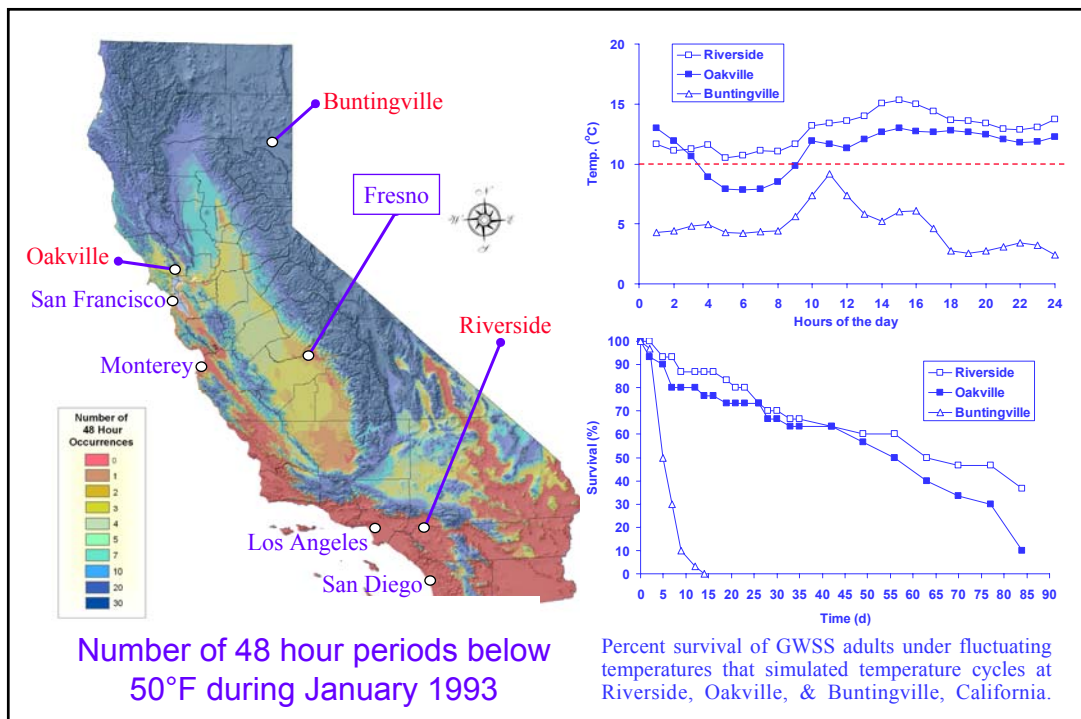 Buntingville
Fresno
Oakville
San Francisco
Monterey
Riverside
Los Angeles
San Diego
N
W
E
S
Number of
48 Hour
Occurrences
0
1
2
3
4
5
7
10
20
30
Number of 48 hour periods below
50°F during January 1993
Riverside
Oakville
Buntingville
Temp. (°C)
20
15
10
5
0
0 2 4 6 8 10 12 14 16 18 20 22 24
Hours of the day
Riverside
Oakville
Buntingville
Survival (%)
100
90
80
70
60
50
40
30
20
10
0
0 5 10 15 20 25 30 35 40 45 50 55 60 65 70 75 80 85 90
Time (d)
Percent survival of GWSS adults under fluctuating
temperatures that simulated temperature cycles at
Riverside, Oakville, & Buntingville, California.